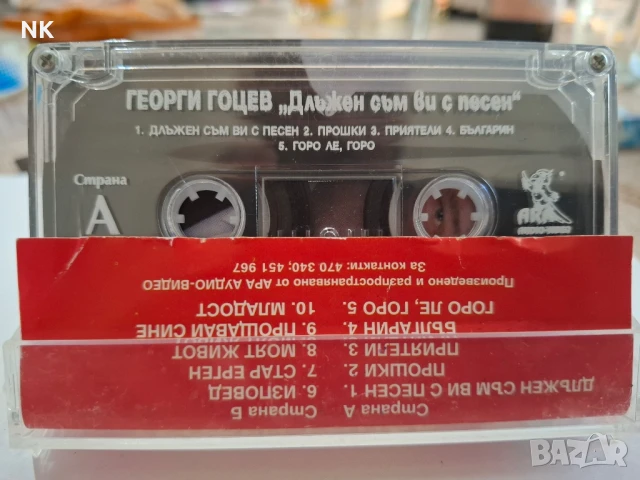 NK
ГЕОРГИ ГОЦЕВ „Длъжен съм ви с песен“
1. ДЛЪЖЕН СЪМ ВИ С ПЕСЕН 2. ПРОШКИ 3. ПРИЯТЕЛИ 4. БЪЛГАРИН
5. ГОРО ЛЕ, ГОРО
Страна
А
АРА
Страна А
ДЛЪЖЕН СЪМ ВИ С ПЕСЕН 1.
ПРОШКИ 2.
ПРИЯТЕЛИ 3.
БЪЛГАРИН 4.
ГОРО ЛЕ, ГОРО 5.
Страна Б
6. ИЗПОВЕД
7. СТАР ЕРГЕН
8. МОЯТ ЖИВОТ
9. ПРОЩАВАЙ СИНЕ
10. МЛАДОСТ
Произведено и разпространявано от АРА АУДИО-ВИДЕО
За контакти: 470 340; 451 967
BAZAR